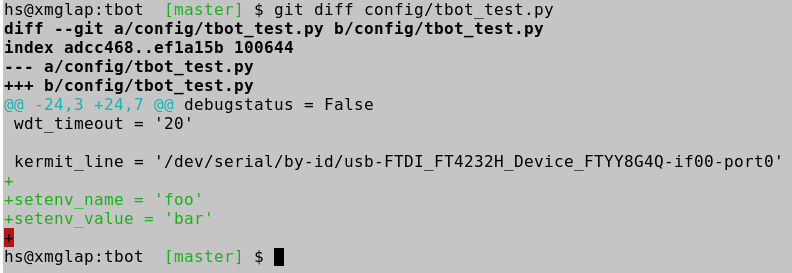 hs@xmglap:tbot  [master] $ git diff config/tbot_test.py
diff --git a/config/tbot_test.py b/config/tbot_test.py
index adcc468..ef1a15b 100644
--- a/config/tbot_test.py
+++ b/config/tbot_test.py
@@ -24,3 +24,7 @@ debugstatus = False
 wdt_timeout = '20'

 kermit_line = '/dev/serial/by-id/usb-FTDI_FT4232H_Device_FTYY8G4Q-if00-port0'
+
+setenv_name = 'foo'
+setenv_value = 'bar'
+
hs@xmglap:tbot  [master] $